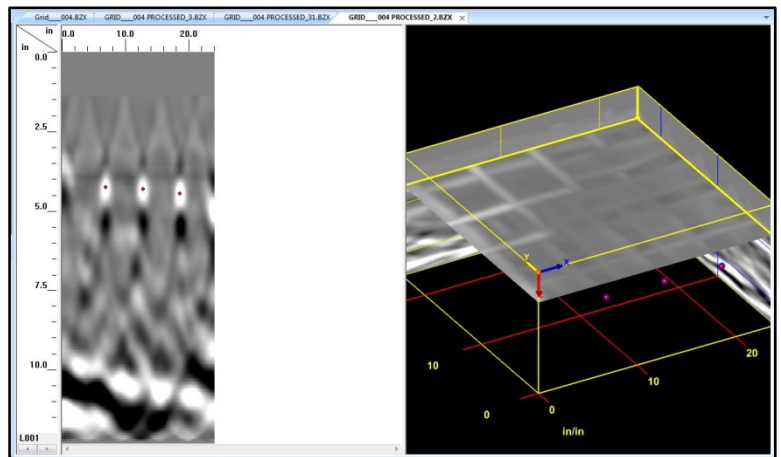 Grid___004.BZX GRID___004 PROCESSED_3.BZX GRID___004 PROCESSED_31.BZX GRID___004 PROCESSED_2.BZX ×
in 0.0 10.0 20.0
in
0.0
2.5
5.0
7.5
10.0
L001
Y X
10
0
0
10
20
in/in